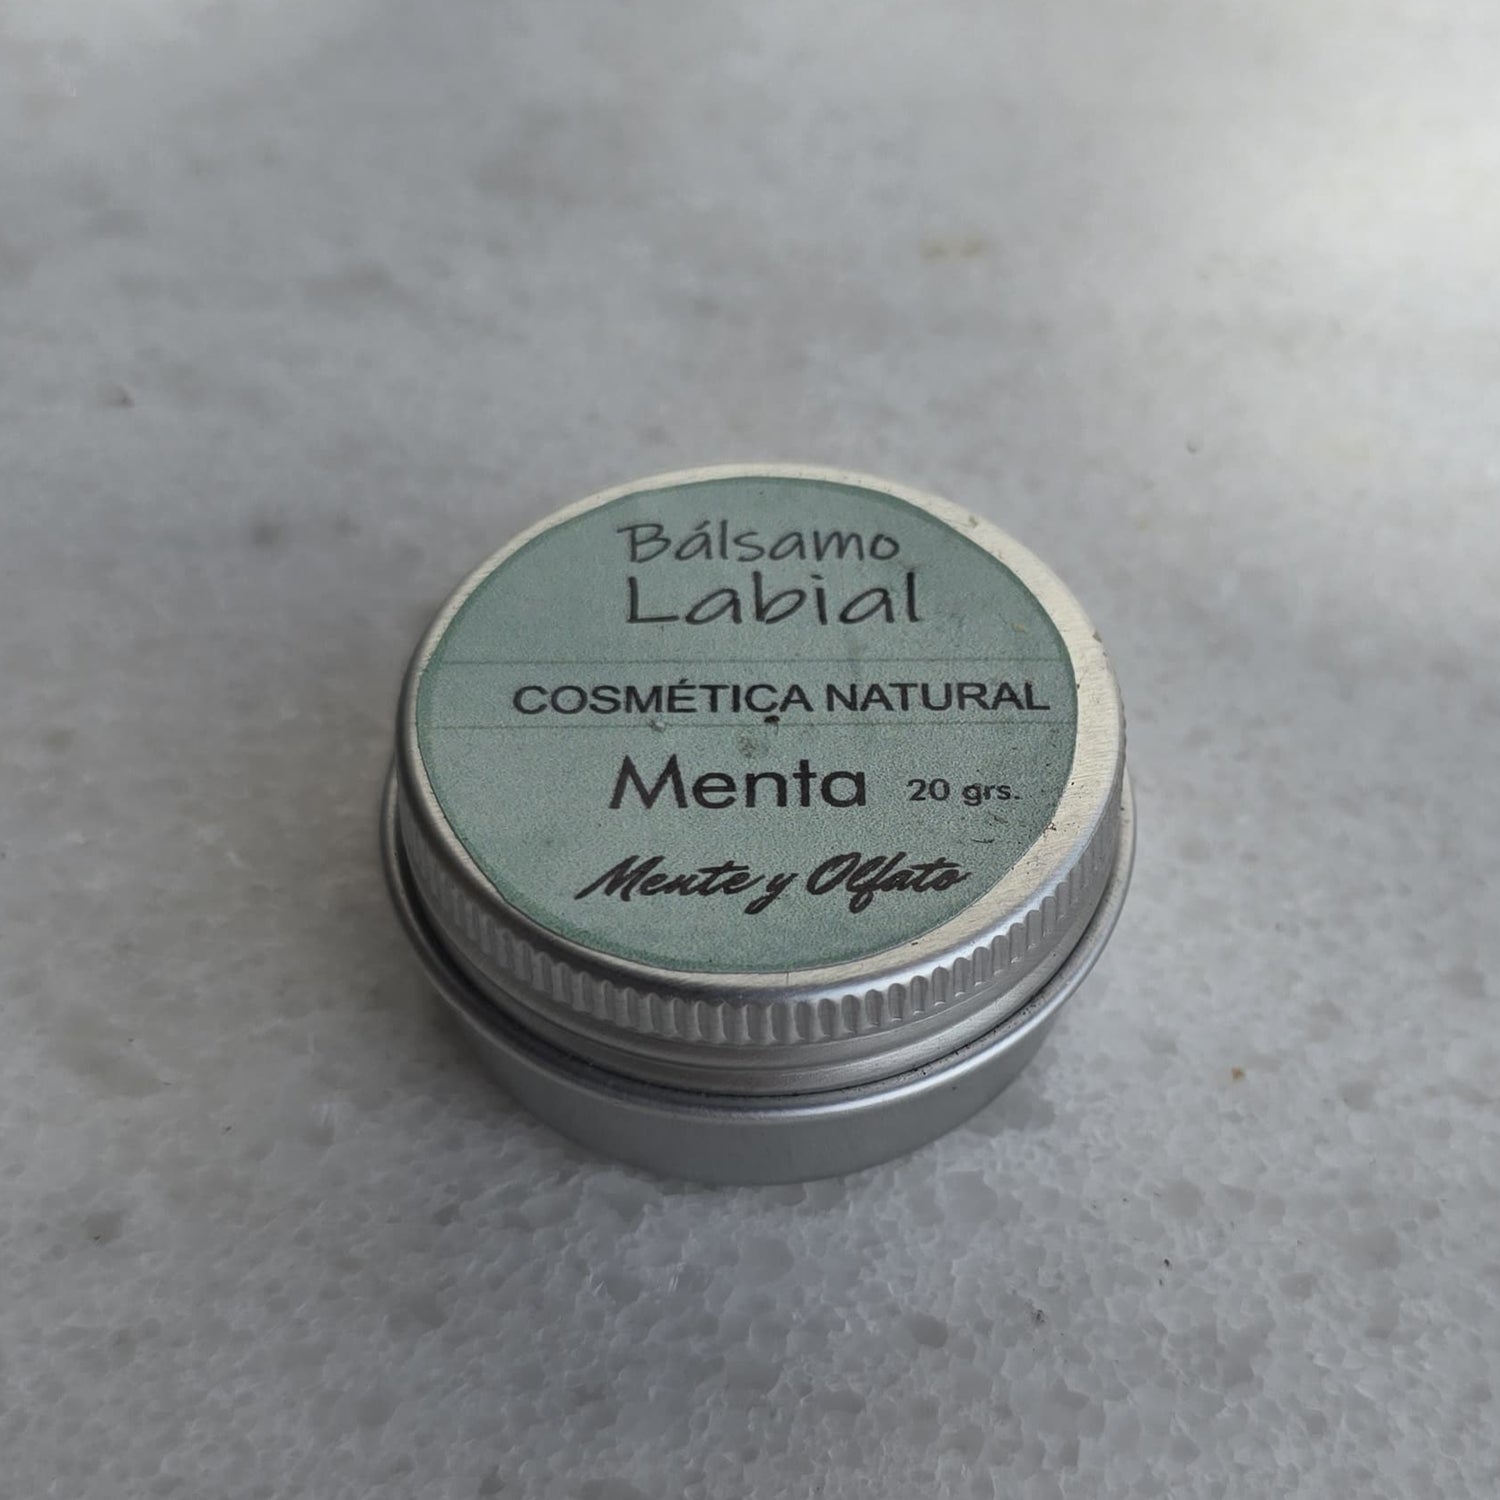 Bálsamo
Labial
COSMÉTICA NATURAL
Menta 20 grs.
Mente y Olfato